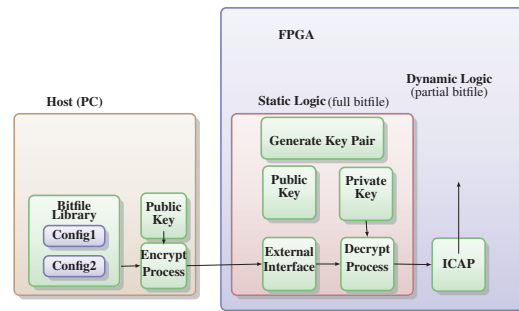 FPGA
Dynamic Logic
(partial bitfile)
Host (PC)
Static Logic (full bitfile)
Generate Key Pair
Public
Key
Private
Key
Bitfile
Library
Config1
Config2
Public
Key
Encrypt
Process
External
Interface
Decrypt
Process
ICAP